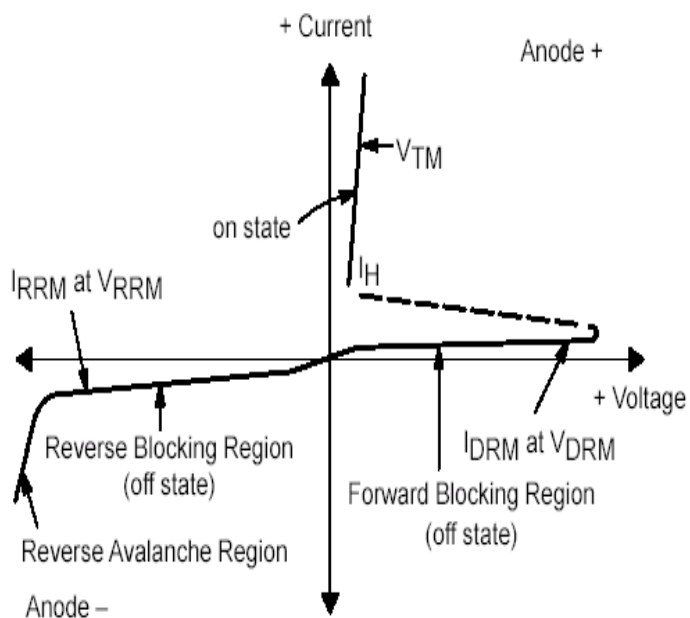 + Current
Anode +
VTM
on state
IH
IRRM at VRRM
+ Voltage
Reverse Blocking Region
(off state)
IDRM at VDRM
Forward Blocking Region
(off state)
Reverse Avalanche Region
Anode –